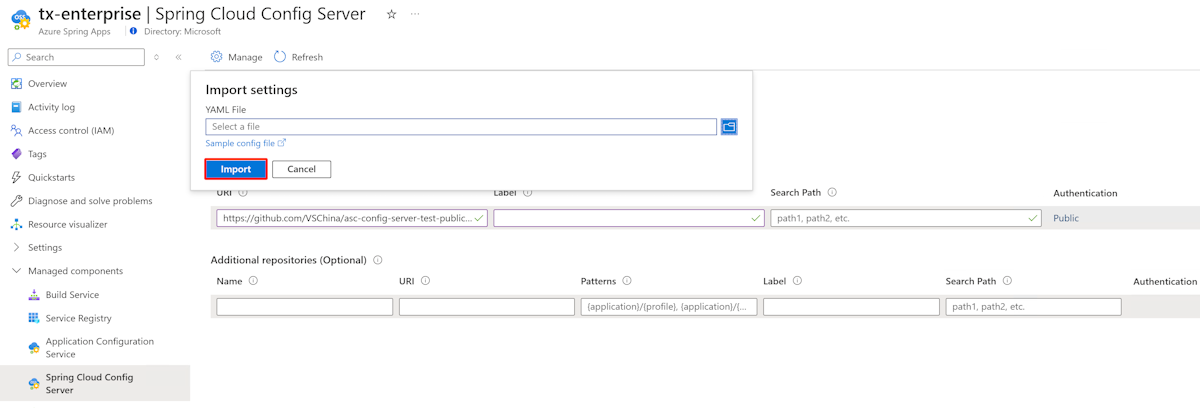 tx-enterprise | Spring Cloud Config Server
Azure Spring Apps
Directory: Microsoft
Search
Manage
Refresh
Overview
Activity log
Access control (IAM)
Tags
Quickstarts
Diagnose and solve problems
Resource visualizer
Settings
Managed components
Build Service
Service Registry
Application Configuration
Service
Spring Cloud Config
Server
Import settings
YAML File
Select a file
Sample config file
Import
Cancel
URI
Label
Search Path
Authentication
https://github.com/VSChina/asc-config-server-test-public...
path1, path2, etc.
Public
Additional repositories (Optional)
Name
URI
Patterns
Label
Search Path
Authentication
{application}/{profile}, {application}/{...
path1, path2, etc.